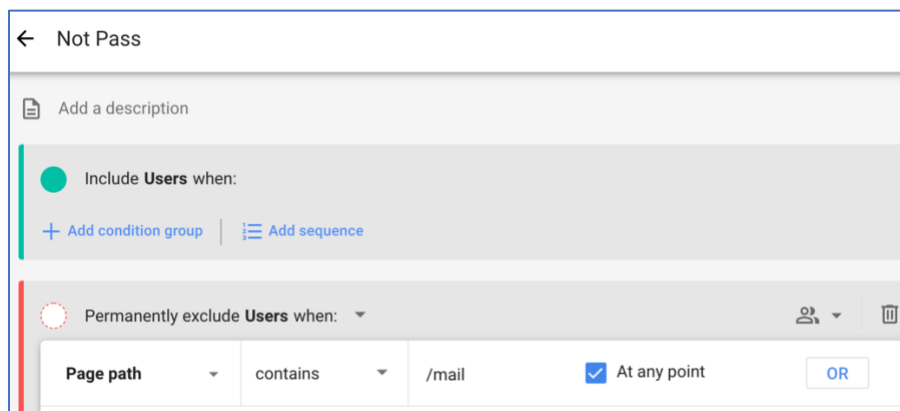 Not Pass
Add a description
Include Users when:
Add condition group Add sequence
Permanently exclude Users when:
Page path contains /mail At any point OR